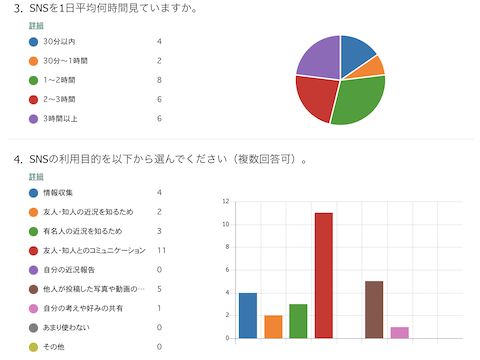 3. SNSを1日平均何時間見ていますか。
詳細
30分以内 4
30分～1時間 2
1～2時間 8
2～3時間 6
3時間以上 6
4. SNSの利用目的を以下から選んでください（複数回答可）。
詳細
情報収集 4
友人・知人の近況を知るため 2
有名人の近況を知るため 3
友人・知人とのコミュニケーション 11
自分の近況報告 0
他人が投稿した写真や動画の… 5
自分の考えや好みの共有 1
あまり使わない 0
その他 0
12
10
8
6
4
2
0